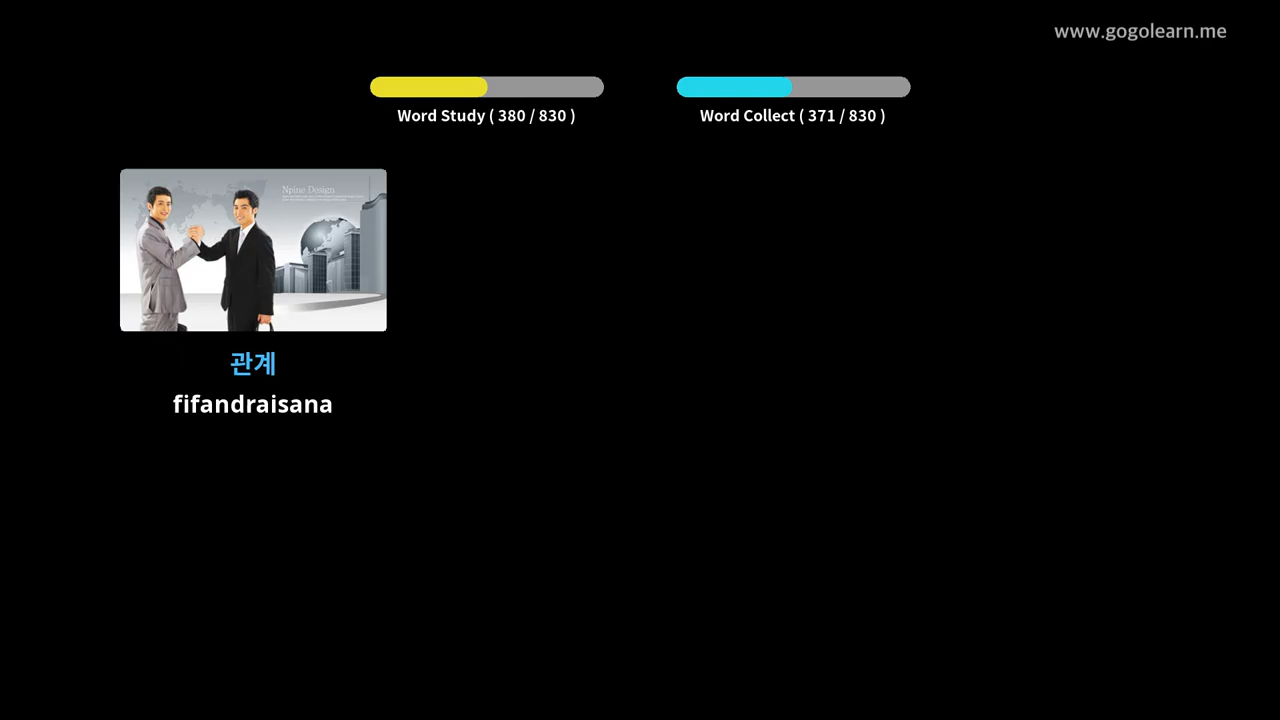 www.gogolearn.me
Word Study ( 380 / 830 )
Word Collect ( 371 / 830 )
Npine Design
관계
fifandraisana